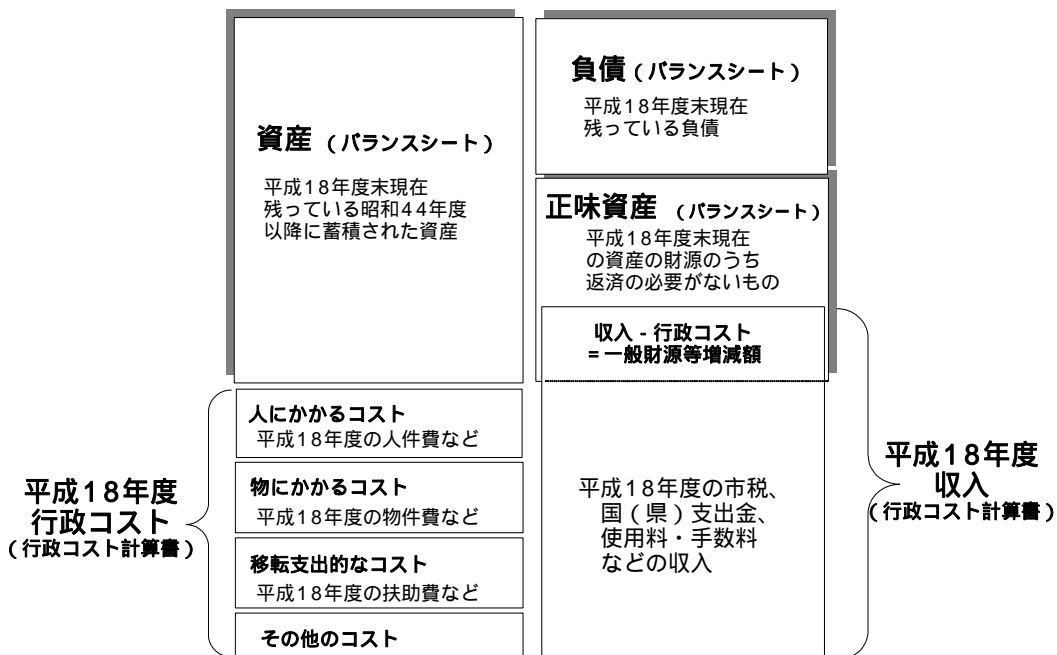 資産 （バランスシート）
平成18年度末現在
残っている昭和44年度
以降に蓄積された資産
負債（バランスシート）
平成18年度末現在
残っている負債
正味資産 （バランスシート）
平成18年度末現在
の資産の財源のうち
返済の必要がないもの
収入 - 行政コスト
= 一般財源等増減額
平成18年度
行政コスト
（行政コスト計算書）
人にかかるコスト
平成18年度の人件費など
物にかかるコスト
平成18年度の物件費など
移転支出的なコスト
平成18年度の扶助費など
その他のコスト
平成18年度の市税、
国（県）支出金、
使用料・手数料
などの収入
平成18年度
収入
（行政コスト計算書）